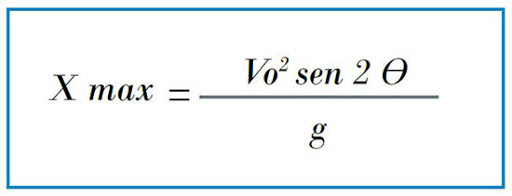 X max = Vo² sen 2 Θ
g